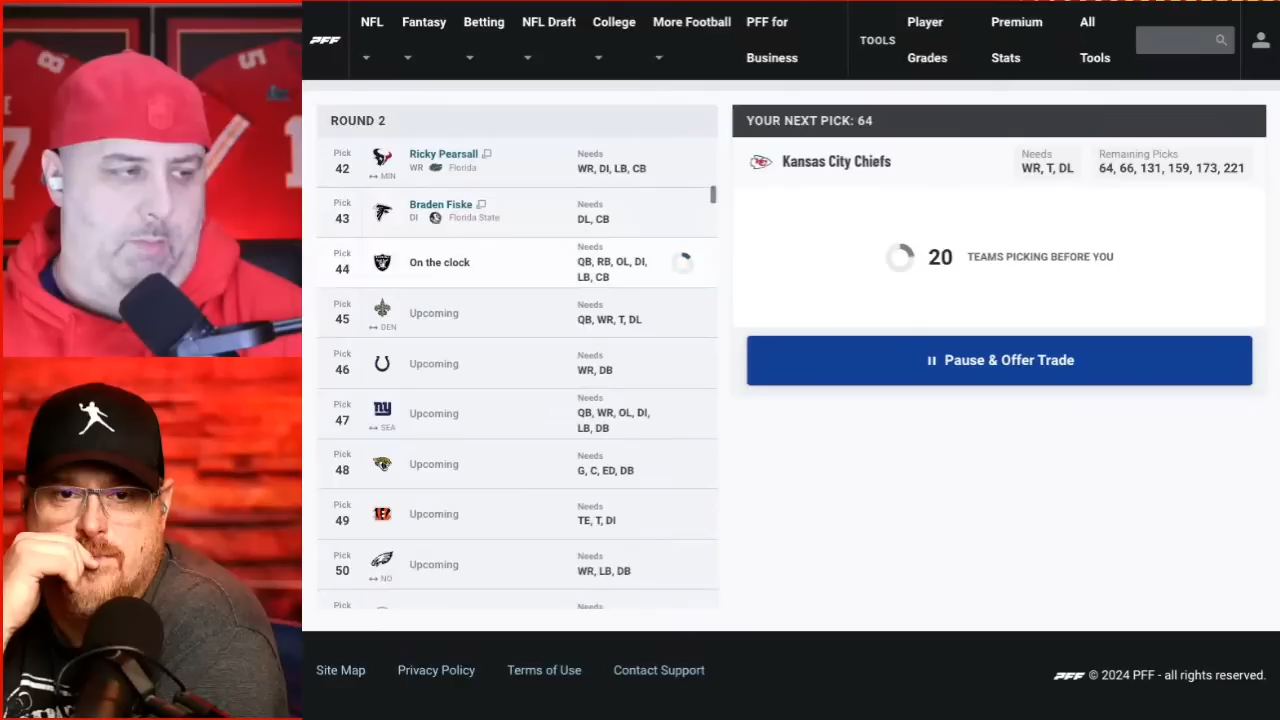 PFF
NFL
Fantasy
Betting
NFL Draft
College
More Football
PFF for
Business
TOOLS
Player
Grades
Premium
Stats
All
Tools
ROUND 2
Pick
42
MIN
Ricky Pearsall
WR Florida
Needs
WR, DI, LB, CB
Pick
43
Braden Fiske
DI Florida State
Needs
DL, CB
Pick
44
On the clock
Needs
QB, RB, OL, DI,
LB, CB
Pick
45
DEN
Upcoming
Needs
QB, WR, T, DL
Pick
46
Upcoming
Needs
WR, DB
Pick
47
ny
SEA
Upcoming
Needs
QB, WR, OL, DI,
LB, DB
Pick
48
Upcoming
Needs
G, C, ED, DB
Pick
49
Upcoming
Needs
TE, T, DI
Pick
50
NO
Upcoming
Needs
WR, LB, DB
Pick
Needs
YOUR NEXT PICK: 64
Kansas City Chiefs
Needs
WR, T, DL
Remaining Picks
64, 66, 131, 159, 173, 221
20 TEAMS PICKING BEFORE YOU
Pause & Offer Trade
Site Map
Privacy Policy
Terms of Use
Contact Support
PFF © 2024 PFF - all rights reserved.